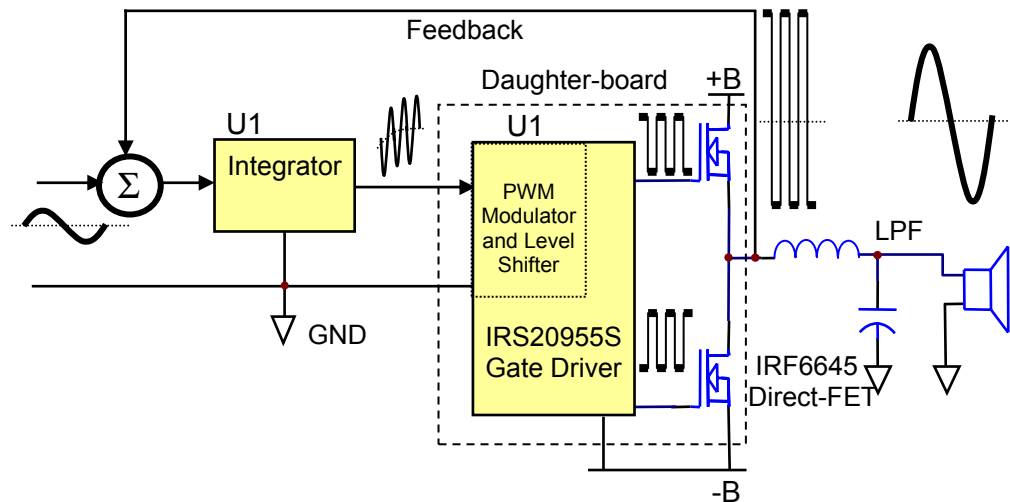 Feedback
Daughter-board
+B
U1
Integrator
U1
Σ
PWM
Modulator
and Level
Shifter
LPF
GND
IRS20955S
Gate Driver
IRF6645
Direct-FET
-B